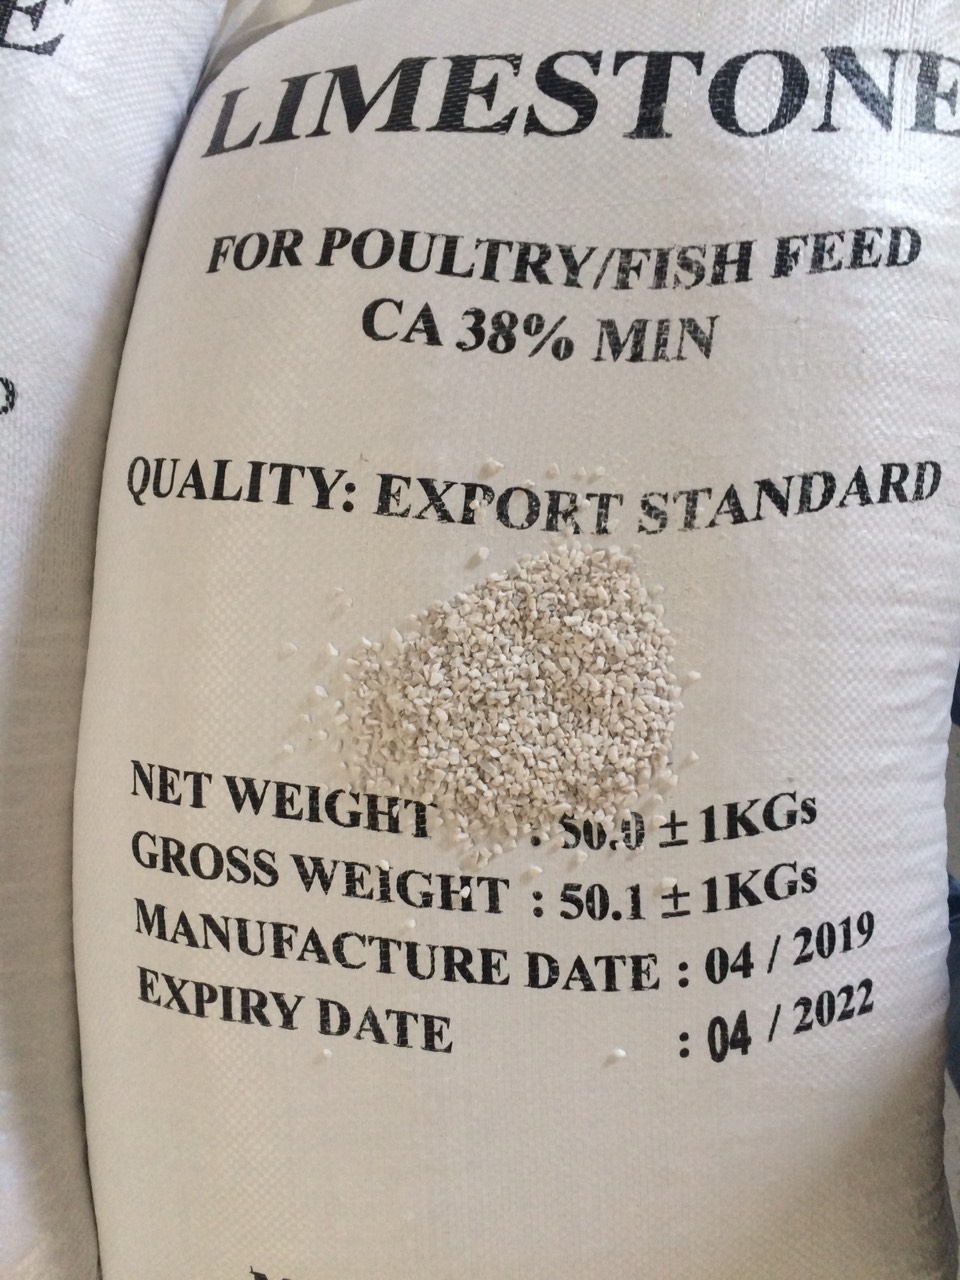 LIMESTONE
FOR POULTRY/FISH FEED
CA 38% MIN
QUALITY: EXPORT STANDARD
NET WEIGHT : 50.0 ± 1KGs
GROSS WEIGHT : 50.1 ± 1KGs
MANUFACTURE DATE : 04 / 2019
EXPIRY DATE : 04 / 2022